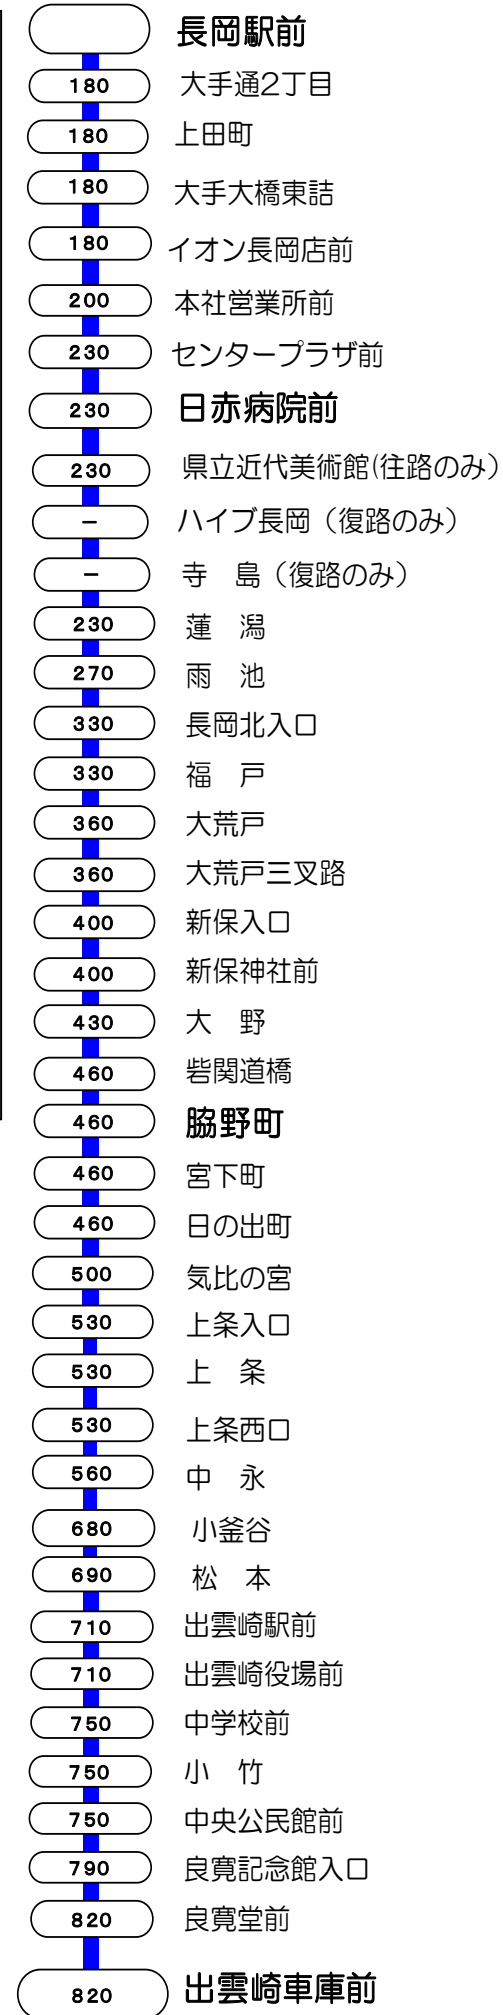 長岡駅前
180 大手通2丁目
180 上田町
180 大手大橋東詰
180 イオン長岡店前
200 本社営業所前
230 センタープラザ前
230 日赤病院前
230 県立近代美術館(往路のみ)
- ハイブ長岡(復路のみ)
- 寺 島(復路のみ)
230 蓮 潟
270 雨 池
330 長岡北入口
330 福 戸
360 大荒戸
360 大荒戸三叉路
400 新保入口
400 新保神社前
430 大 野
460 砦関道橋
460 脇野町
460 宮下町
460 日の出町
500 気比の宮
530 上条入口
530 上 条
530 上条西口
560 中 永
680 小釜谷
690 松 本
710 出雲崎駅前
710 出雲崎役場前
750 中学校前
750 小 竹
750 中央公民館前
790 良寛記念館入口
820 良寛堂前
820 出雲崎車庫前